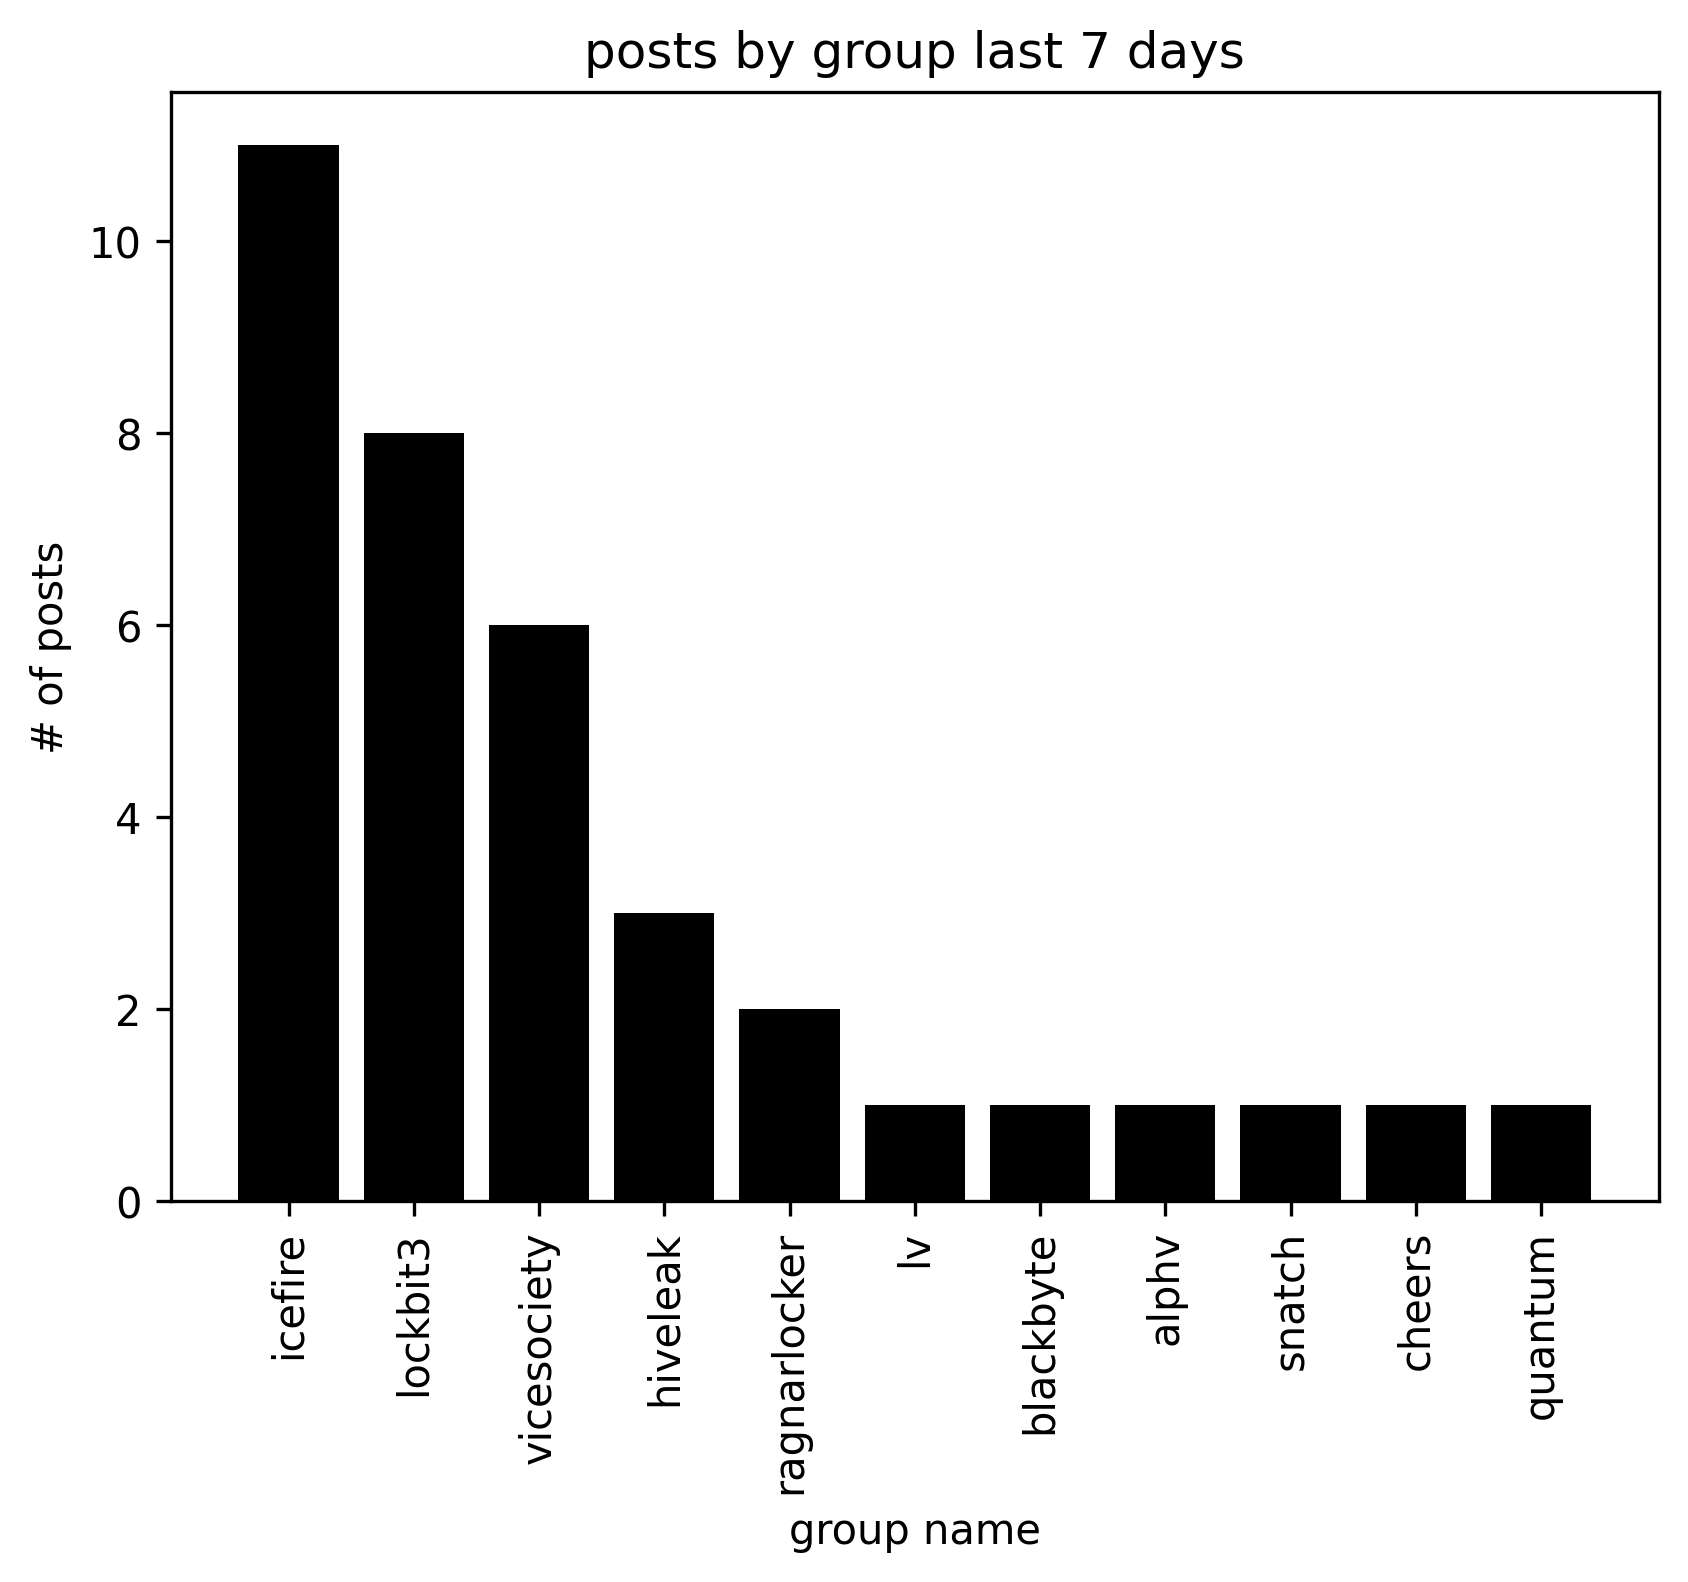 posts by group last 7 days
# of posts
10
8
6
4
2
0
icefire
lockbit3
vicesociety
hiveleak
ragnarlocker
lv
blackbyte
alphv
snatch
cheers
quantum
group name